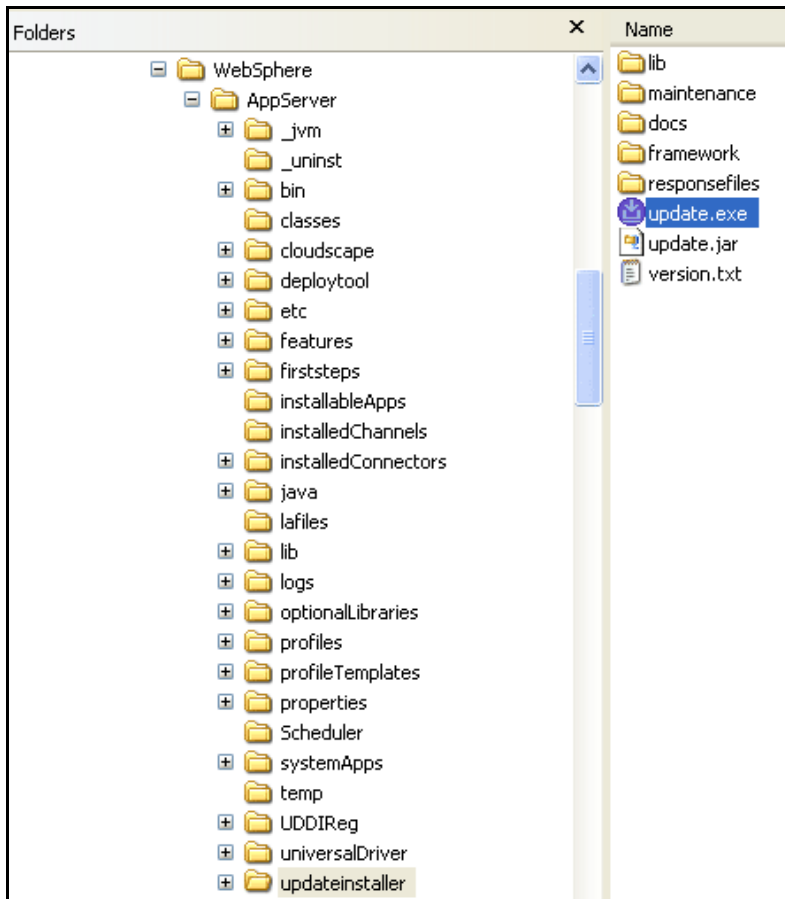 Folders
WebSphere
AppServer
_jvm
_uninst
bin
classes
cloudscape
deploytool
etc
features
firststeps
installableApps
installedChannels
installedConnectors
java
lafiles
lib
logs
optionalLibraries
profiles
profileTemplates
properties
Scheduler
systemApps
temp
UDDIReg
universalDriver
updateinstaller
Name
lib
maintenance
docs
framework
responsefiles
update.exe
update.jar
version.txt